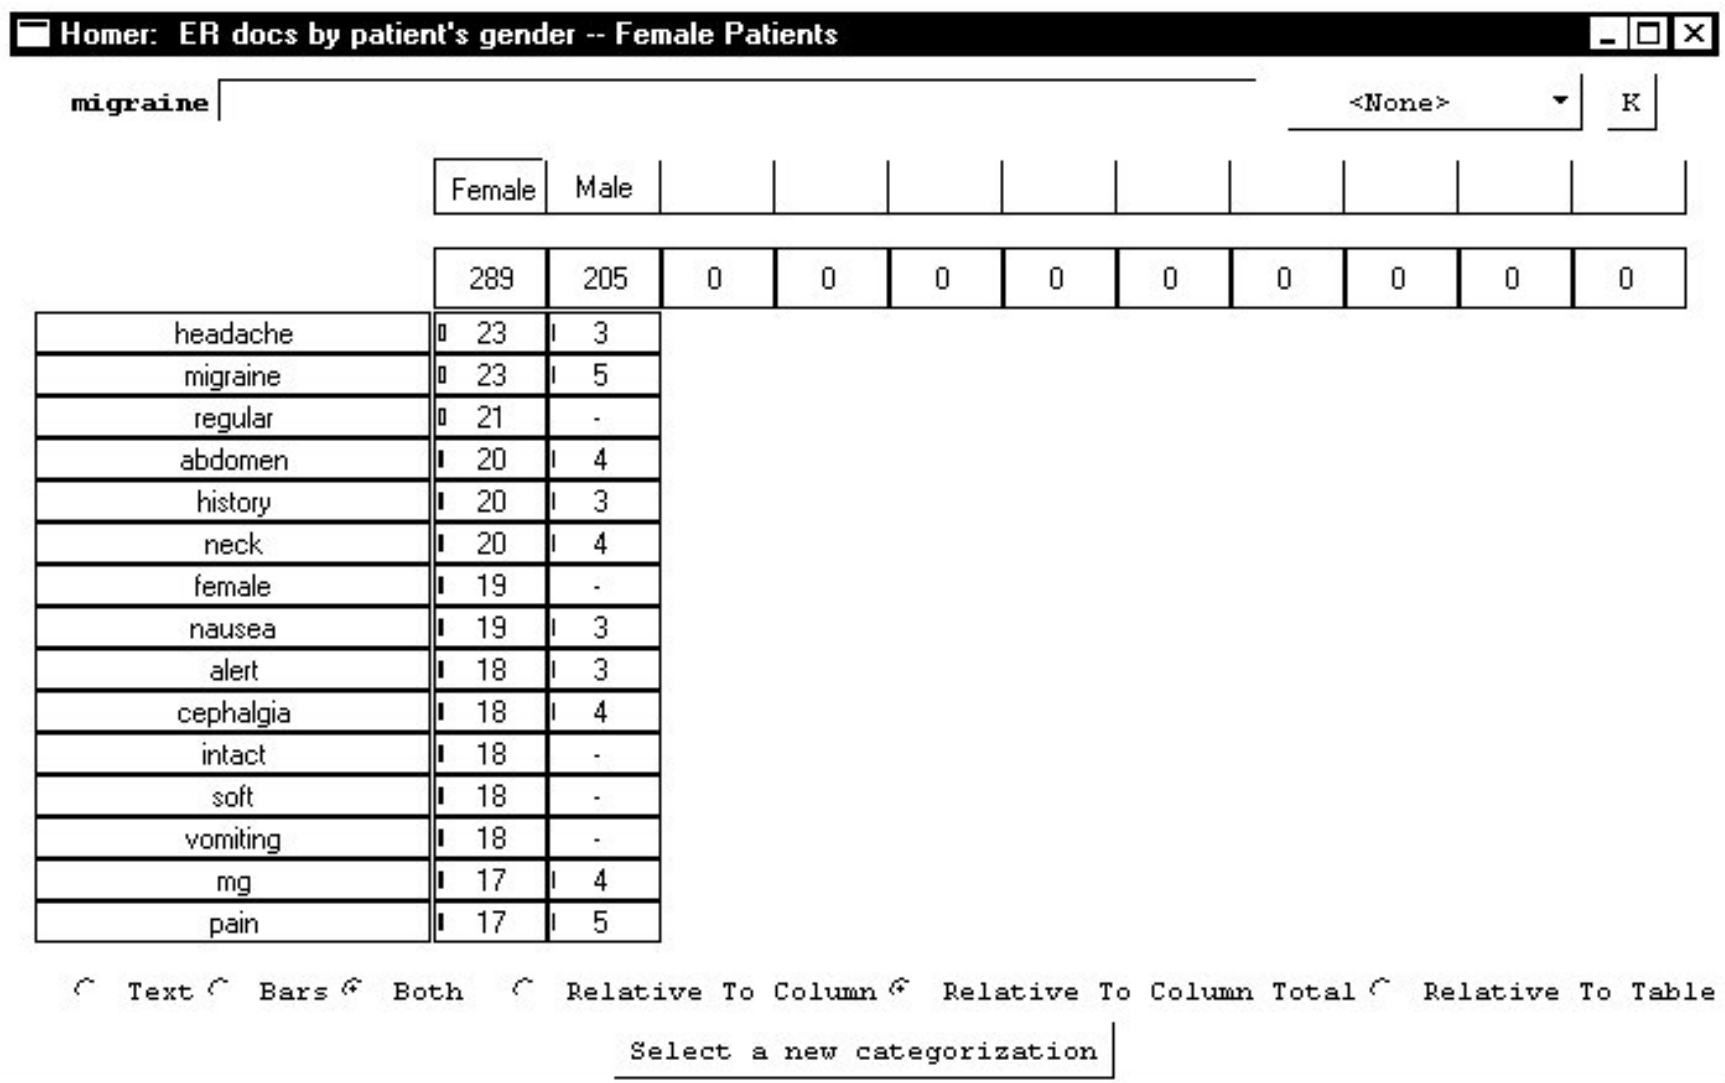 Homer: ER docs by patient's gender -- Female Patients
migraine <None> K
Female Male
289 205 0 0 0 0 0 0 0 0 0
headache 23 3
migraine 23 5
regular 21 -
abdomen 20 4
history 20 3
neck 20 4
female 19 -
nausea 19 3
alert 18 3
cephalgia 18 4
intact 18 -
soft 18 -
vomiting 18 -
mg 17 4
pain 17 5
Text Bars Both Relative To Column Relative To Column Total Relative To Table
Select a new categorization